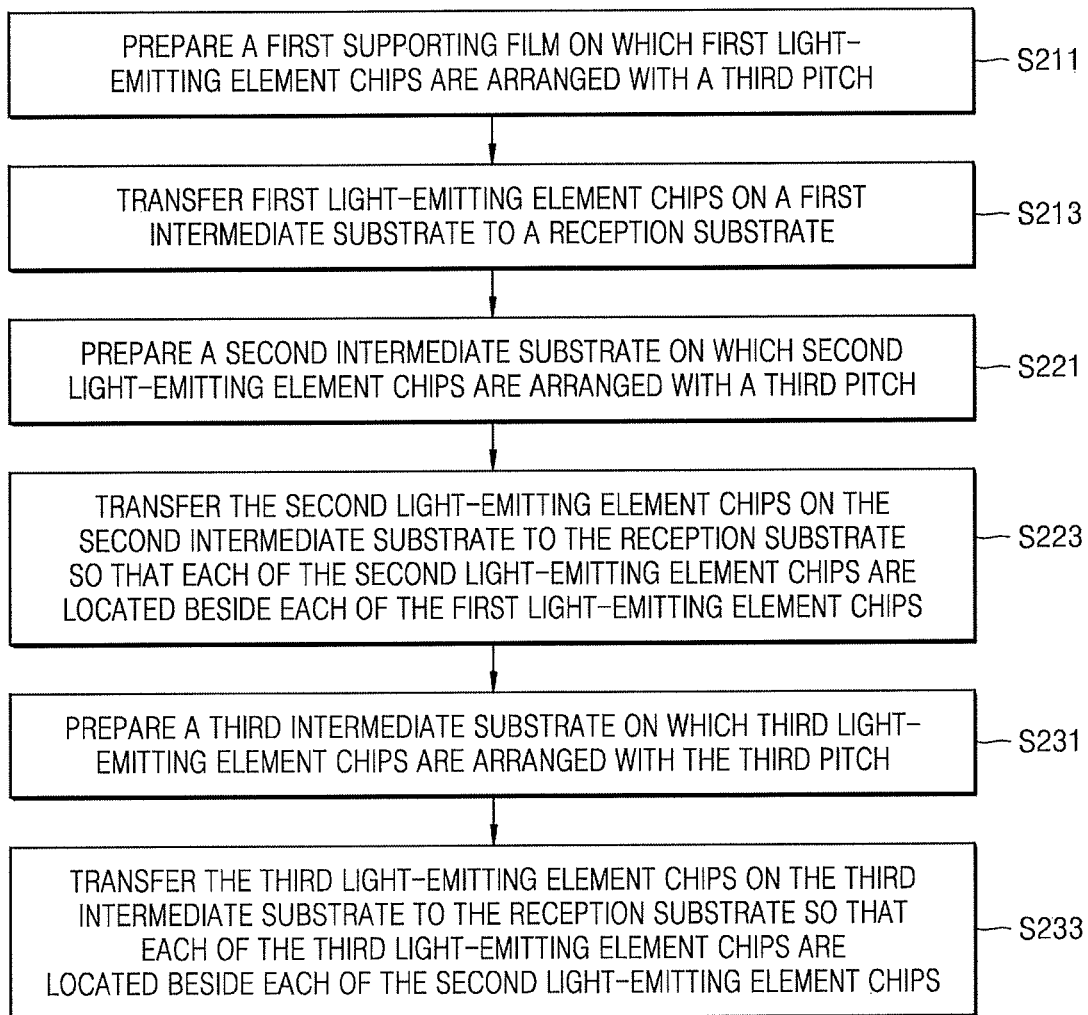 PREPARE A FIRST SUPPORTING FILM ON WHICH FIRST LIGHT-
EMITTING ELEMENT CHIPS ARE ARRANGED WITH A THIRD PITCH
S211
TRANSFER FIRST LIGHT-EMITTING ELEMENT CHIPS ON A FIRST
INTERMEDIATE SUBSTRATE TO A RECEPTION SUBSTRATE
S213
PREPARE A SECOND INTERMEDIATE SUBSTRATE ON WHICH SECOND
LIGHT-EMITTING ELEMENT CHIPS ARE ARRANGED WITH A THIRD PITCH
S221
TRANSFER THE SECOND LIGHT-EMITTING ELEMENT CHIPS ON THE
SECOND INTERMEDIATE SUBSTRATE TO THE RECEPTION SUBSTRATE
SO THAT EACH OF THE SECOND LIGHT-EMITTING ELEMENT CHIPS ARE
LOCATED BESIDE EACH OF THE FIRST LIGHT-EMITTING ELEMENT CHIPS
S223
PREPARE A THIRD INTERMEDIATE SUBSTRATE ON WHICH THIRD LIGHT-
EMITTING ELEMENT CHIPS ARE ARRANGED WITH THE THIRD PITCH
S231
TRANSFER THE THIRD LIGHT-EMITTING ELEMENT CHIPS ON THE THIRD
INTERMEDIATE SUBSTRATE TO THE RECEPTION SUBSTRATE SO THAT
EACH OF THE THIRD LIGHT-EMITTING ELEMENT CHIPS ARE
LOCATED BESIDE EACH OF THE SECOND LIGHT-EMITTING ELEMENT CHIPS
S233